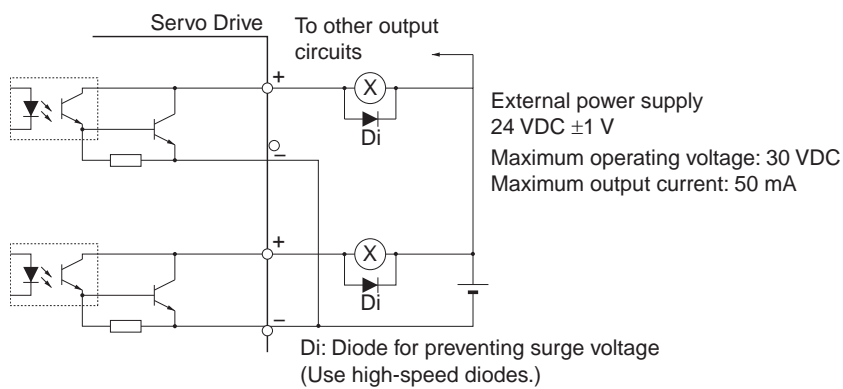 Servo Drive
To other output
circuits
+
X
Di
–
External power supply
24 VDC ±1 V
Maximum operating voltage: 30 VDC
Maximum output current: 50 mA
+
X
Di
–
Di: Diode for preventing surge voltage
(Use high-speed diodes.)